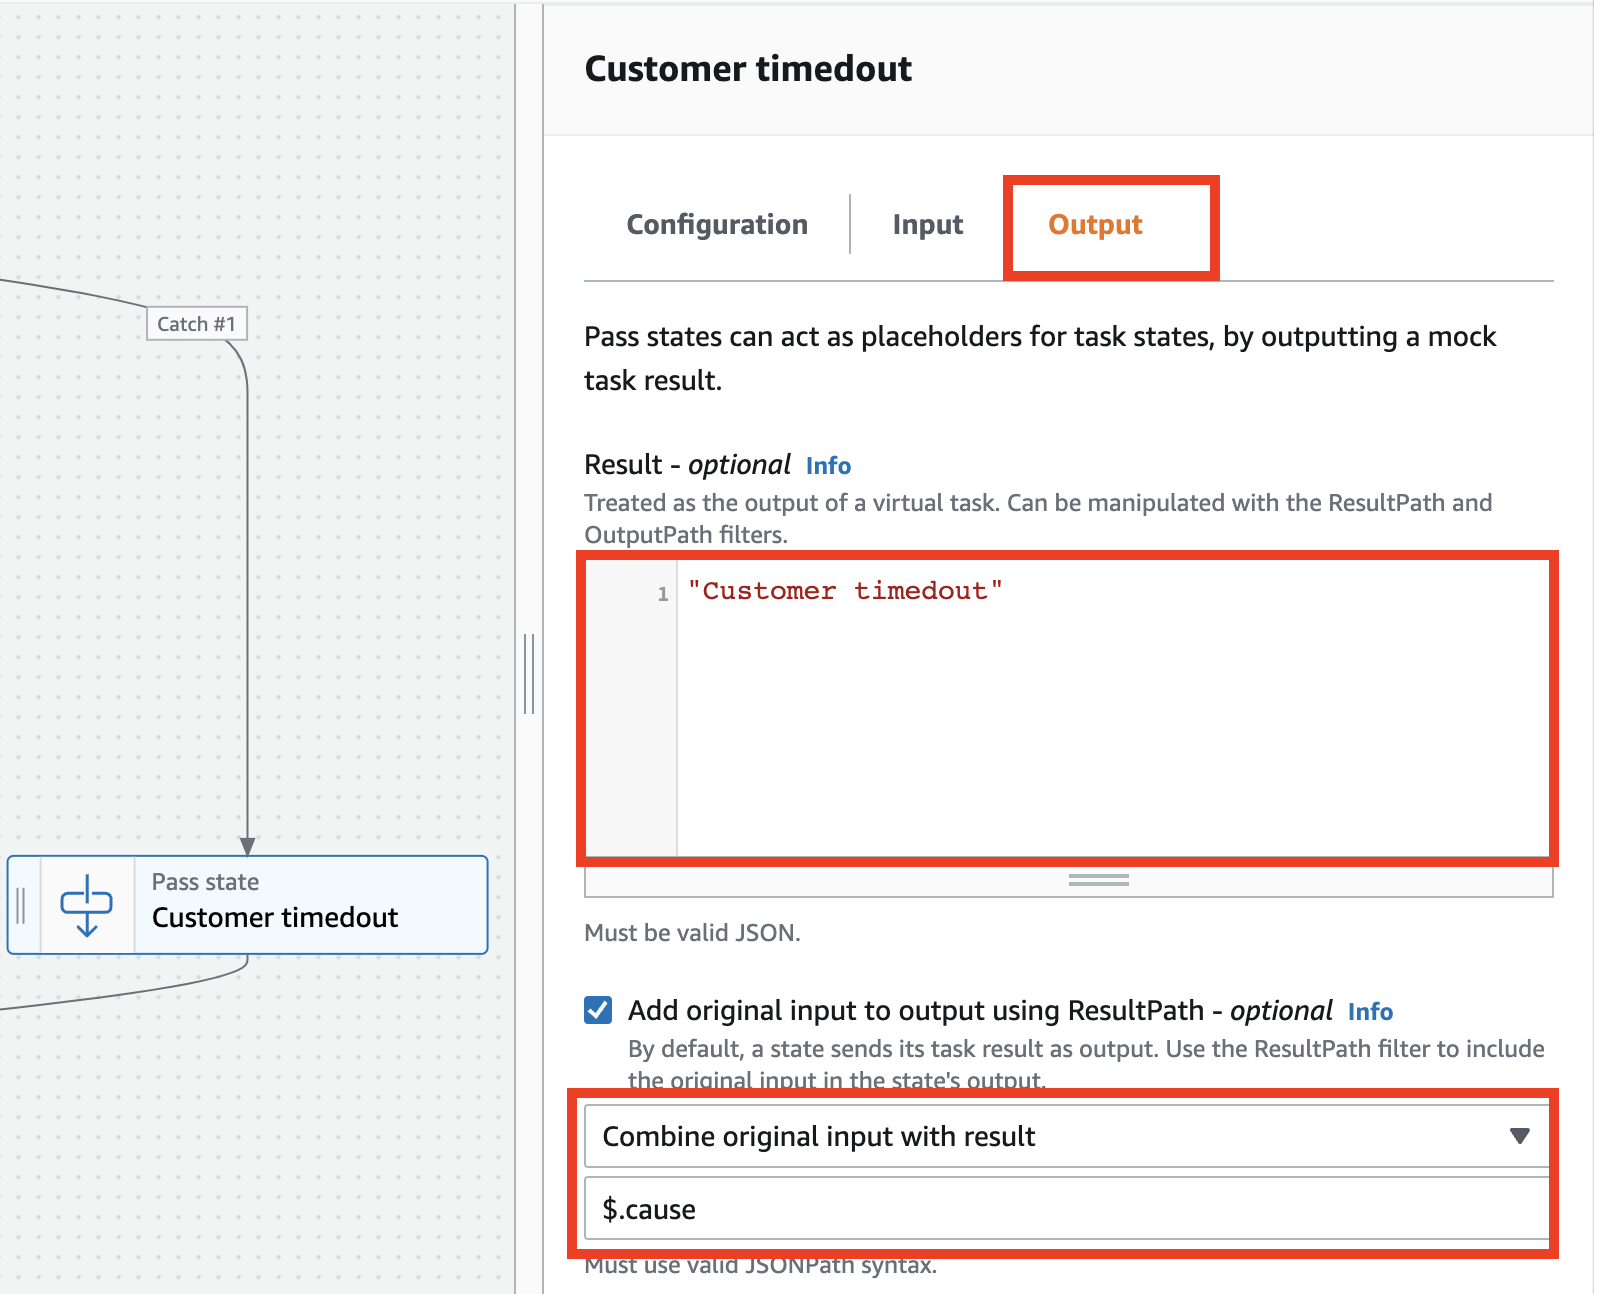 Customer timedout
Configuration
Input
Output
Catch #1
Pass states can act as placeholders for task states, by outputting a mock
task result.
Result - optional Info
Treated as the output of a virtual task. Can be manipulated with the ResultPath and
OutputPath filters.
1 "Customer timedout"
Pass state
Customer timedout
Must be valid JSON.
Add original input to output using ResultPath - optional Info
By default, a state sends its task result as output. Use the ResultPath filter to include
the original input in the state's output.
Combine original input with result
$.cause
Must use valid JSONPath syntax.